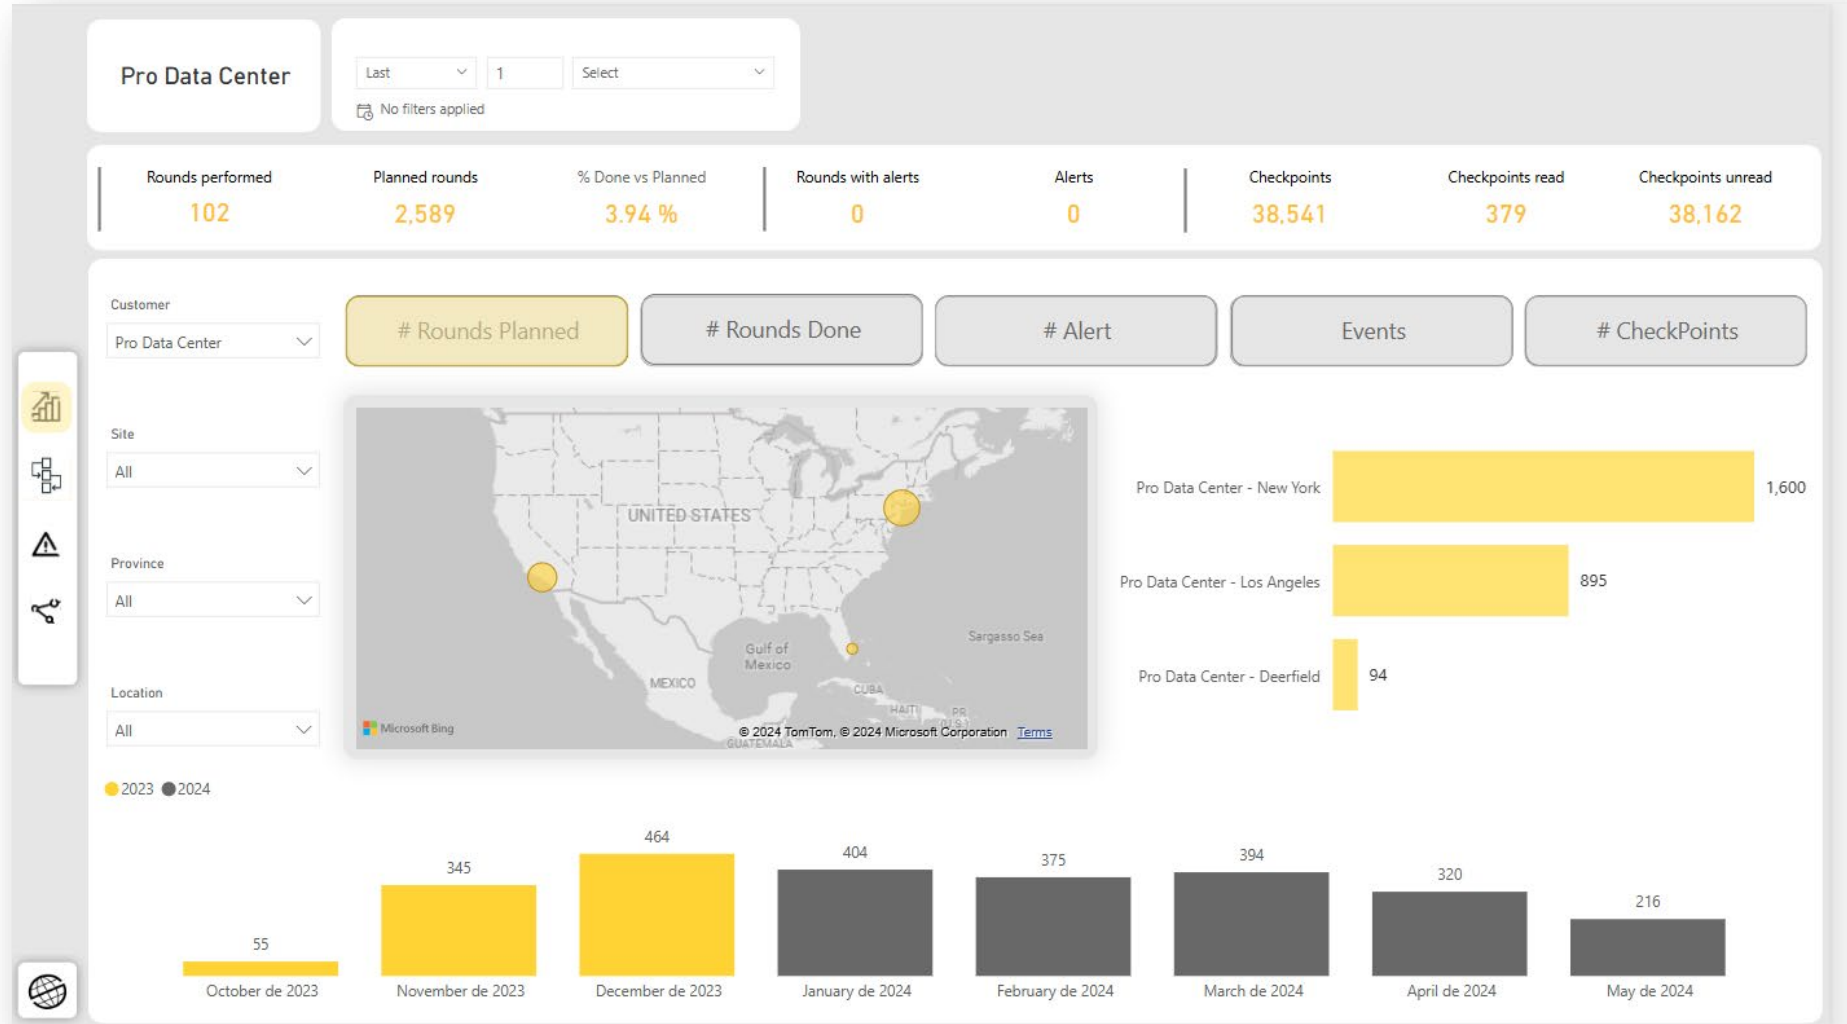 Pro Data Center
Last 1 Select
No filters applied
Rounds performed
102
Planned rounds
2,589
% Done vs Planned
3.94 %
Rounds with alerts
0
Alerts
0
Checkpoints
38,541
Checkpoints read
379
Checkpoints unread
38,162
Customer
Pro Data Center
Site
All
Province
All
Location
All
# Rounds Planned
# Rounds Done
# Alert
Events
# CheckPoints
UNITED STATES
Gulf of
Mexico
Sargasso Sea
MEXICO
CUBA
HAITI
PR
(U.S.)
GUATEMALA
Microsoft Bing
© 2024 TomTom, © 2024 Microsoft Corporation Terms
Pro Data Center - New York 1,600
Pro Data Center - Los Angeles 895
Pro Data Center - Deerfield 94
2023 2024
55
345
464
404
375
394
320
216
October de 2023
November de 2023
December de 2023
January de 2024
February de 2024
March de 2024
April de 2024
May de 2024